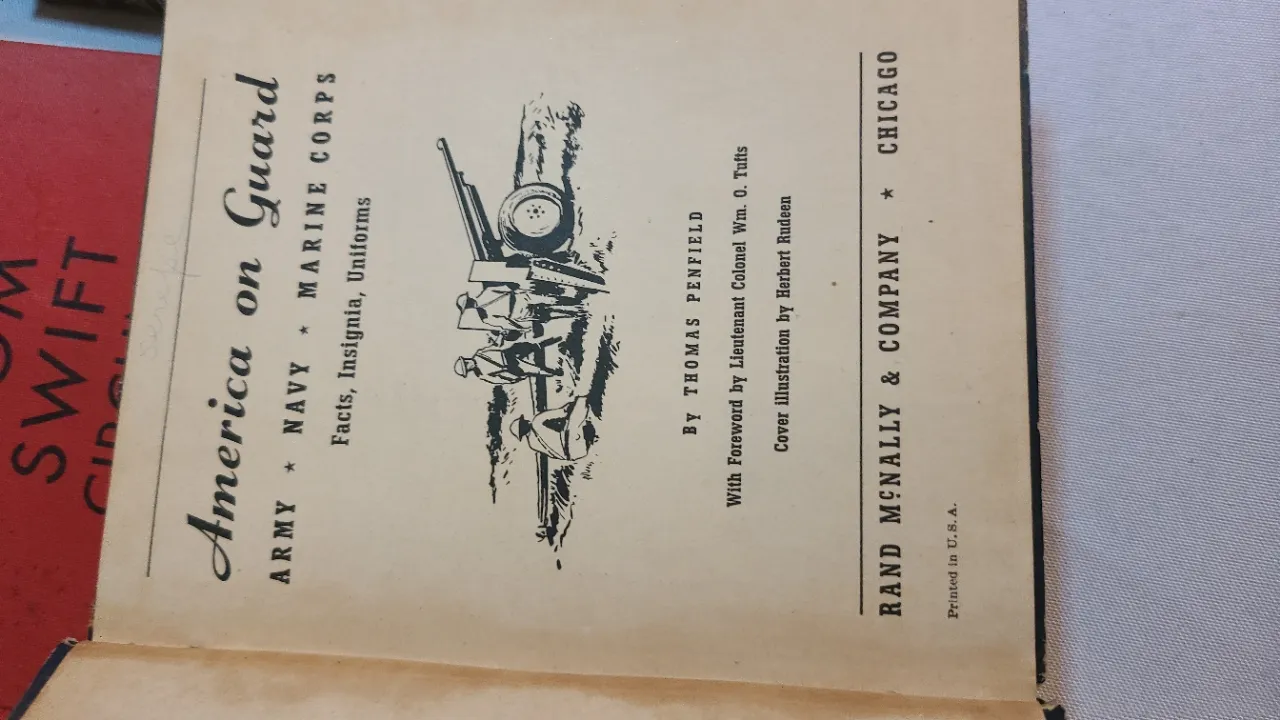 America on Guard
ARMY ★ NAVY ★ MARINE CORPS
Facts, Insignia, Uniforms
By THOMAS PENFIELD
With Foreword by Lieutenant Colonel Wm. O. Tufts
Cover illustration by Herbert Rudeen
RAND McNALLY & COMPANY ★ CHICAGO
Printed in U.S.A.
SWIFT